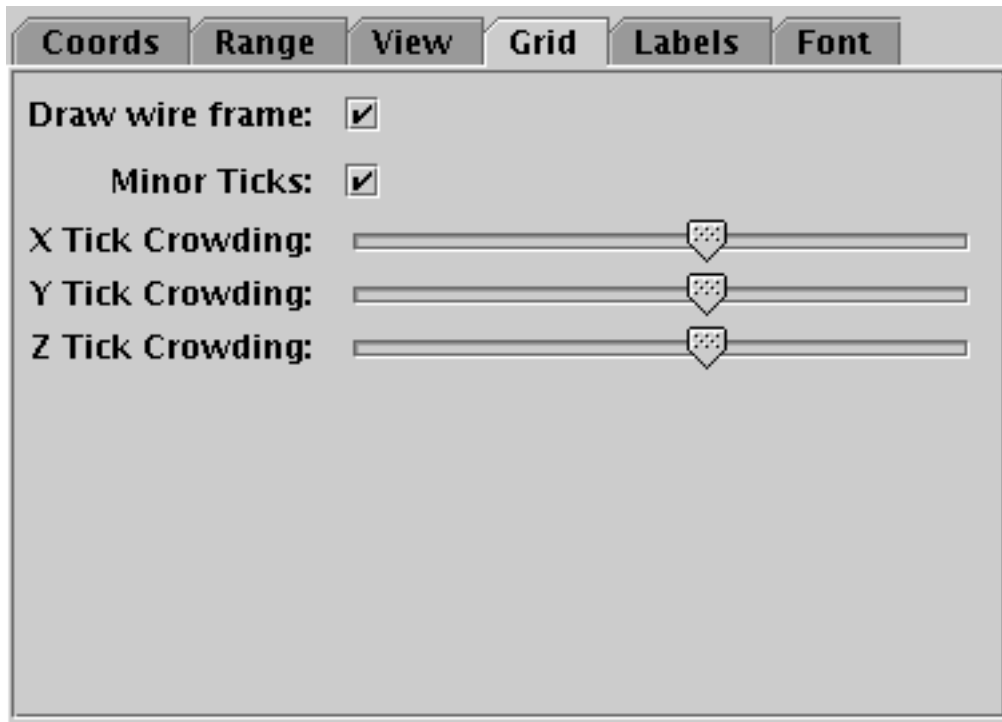 Coords Range View Grid Labels Font
Draw wire frame:
Minor Ticks:
X Tick Crowding:
Y Tick Crowding:
Z Tick Crowding: